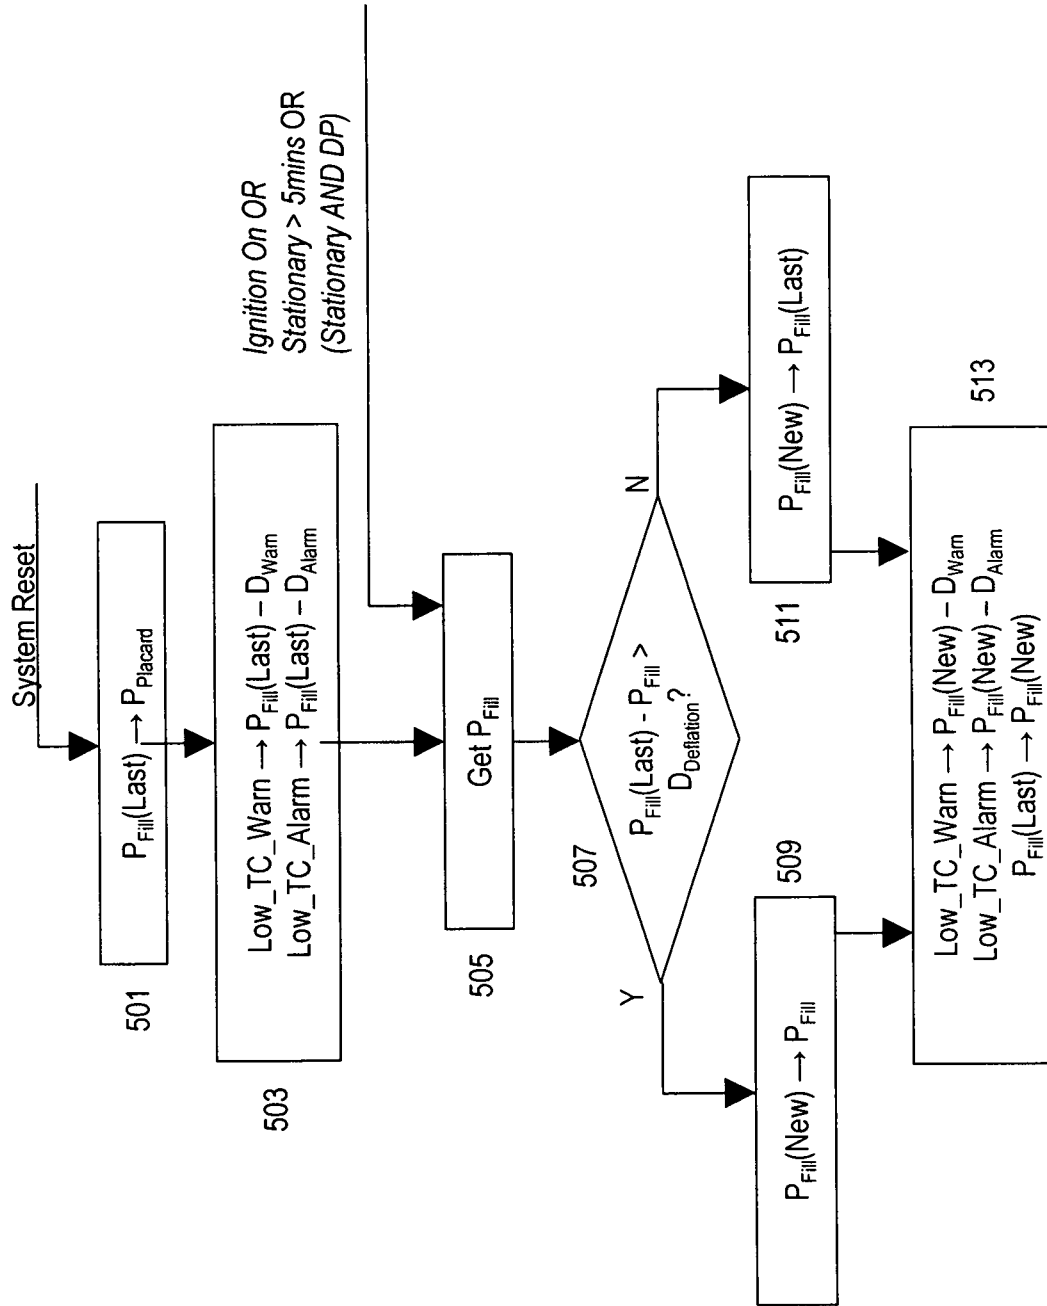 System Reset
P_Fill(Last) → P_Placard
501
Low_TC_Warn → P_Fill(Last) – D_Warn
Low_TC_Alarm → P_Fill(Last) – D_Alarm
503
Ignition On OR
Stationary > 5mins OR
(Stationary AND DP)
Get P_Fill
505
P_Fill(Last) - P_Fill >
D_Deflation?
507
Y
N
P_Fill(New) → P_Fill
509
P_Fill(New) → P_Fill(Last)
511
Low_TC_Warn → P_Fill(New) – D_Warn
Low_TC_Alarm → P_Fill(New) – D_Alarm
P_Fill(Last) → P_Fill(New)
513